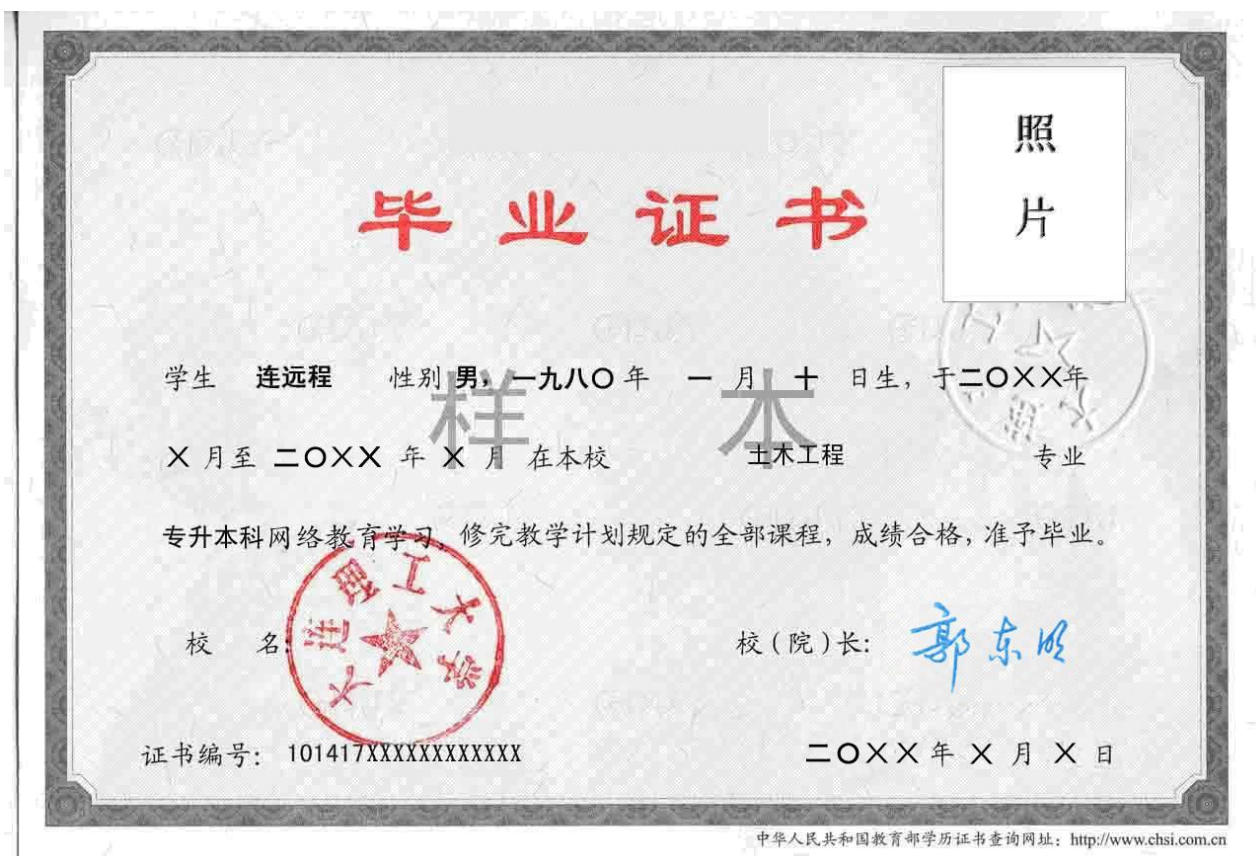 照
片
毕业证书
学生 连远程 性别 男，一九八〇年 一 月 十 日生，于二〇XX年
X 月至 二〇XX 年 X 月 在本校 土木工程 专业
专升本科网络教育学习，修完教学计划规定的全部课程，成绩合格，准予毕业。
样本
大连理工大学
大连理工大学
校 名：
校（院）长：郭东明
证书编号：101417XXXXXXXXXXXX
二〇XX 年 X 月 X 日
中华人民共和国教育部学历证书查询网址：http://www.chsi.com.cn